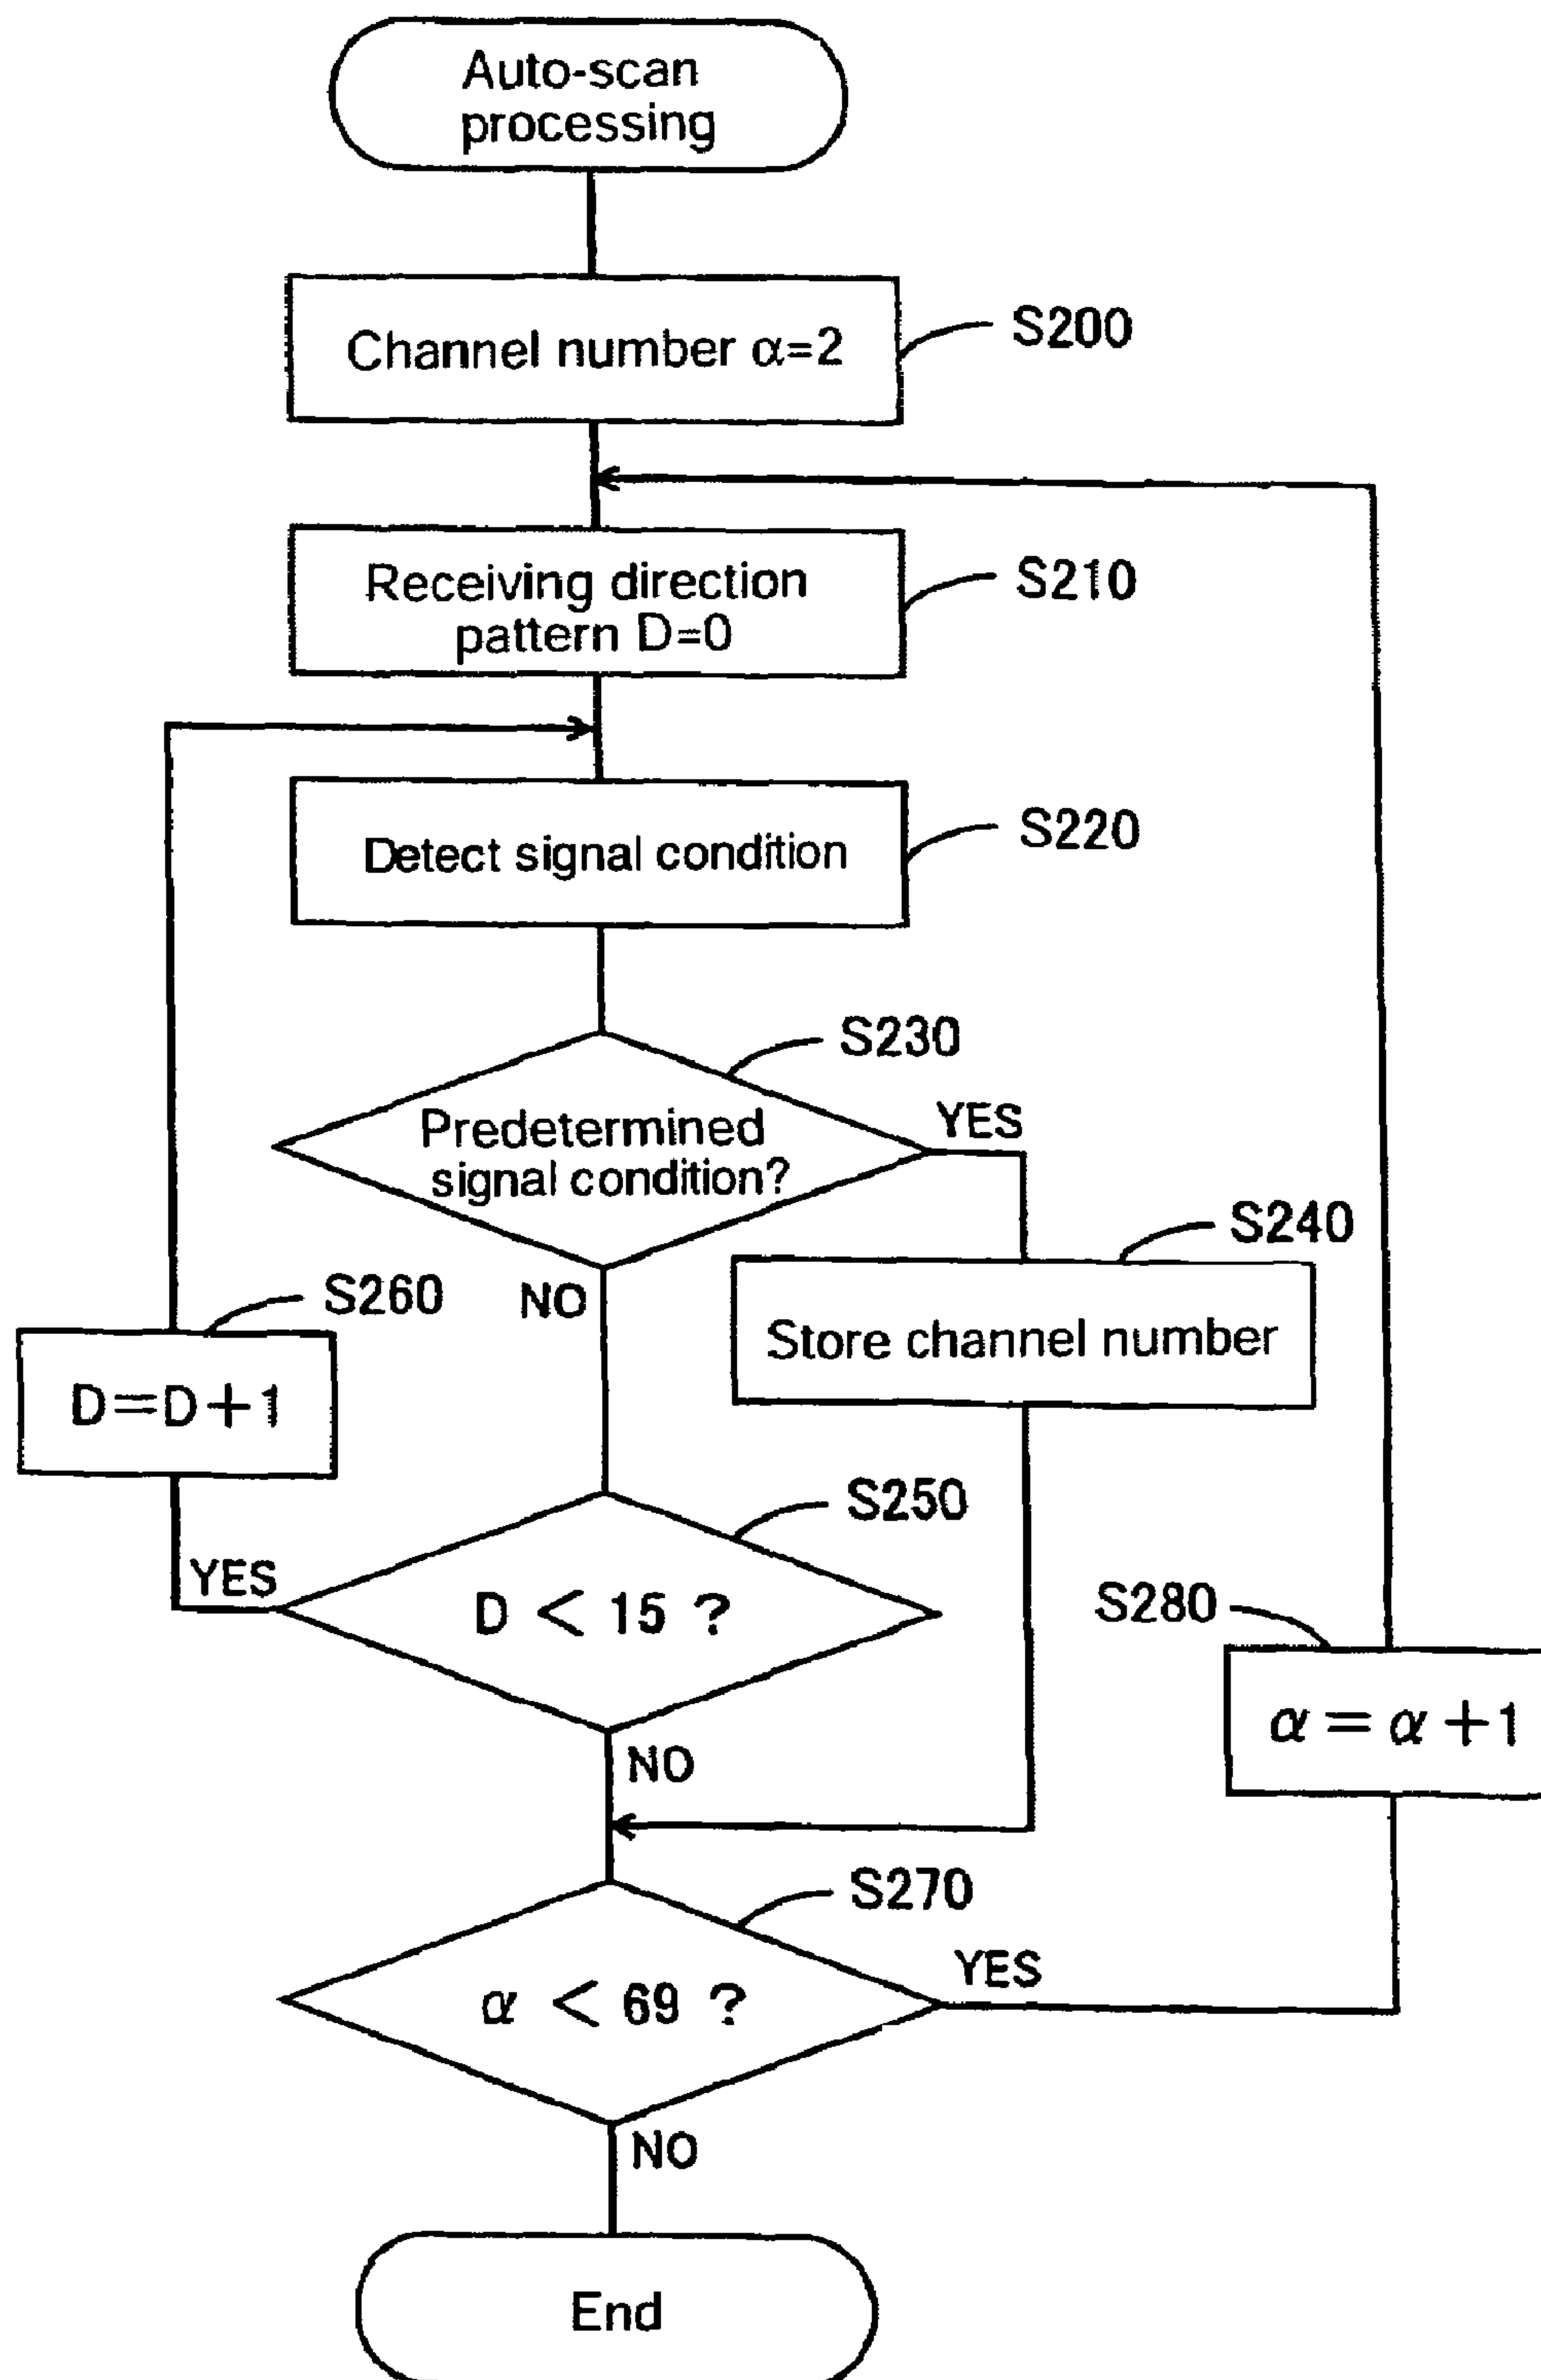 Auto-scan
processing
Channel number α=2
S200
Receiving direction
pattern D=0
S210
Detect signal condition
S220
S230
Predetermined
signal condition?
YES
NO
S240
Store channel number
S260
D=D+1
S250
D < 15 ?
YES
NO
S280
α = α +1
S270
α < 69 ?
YES
NO
End